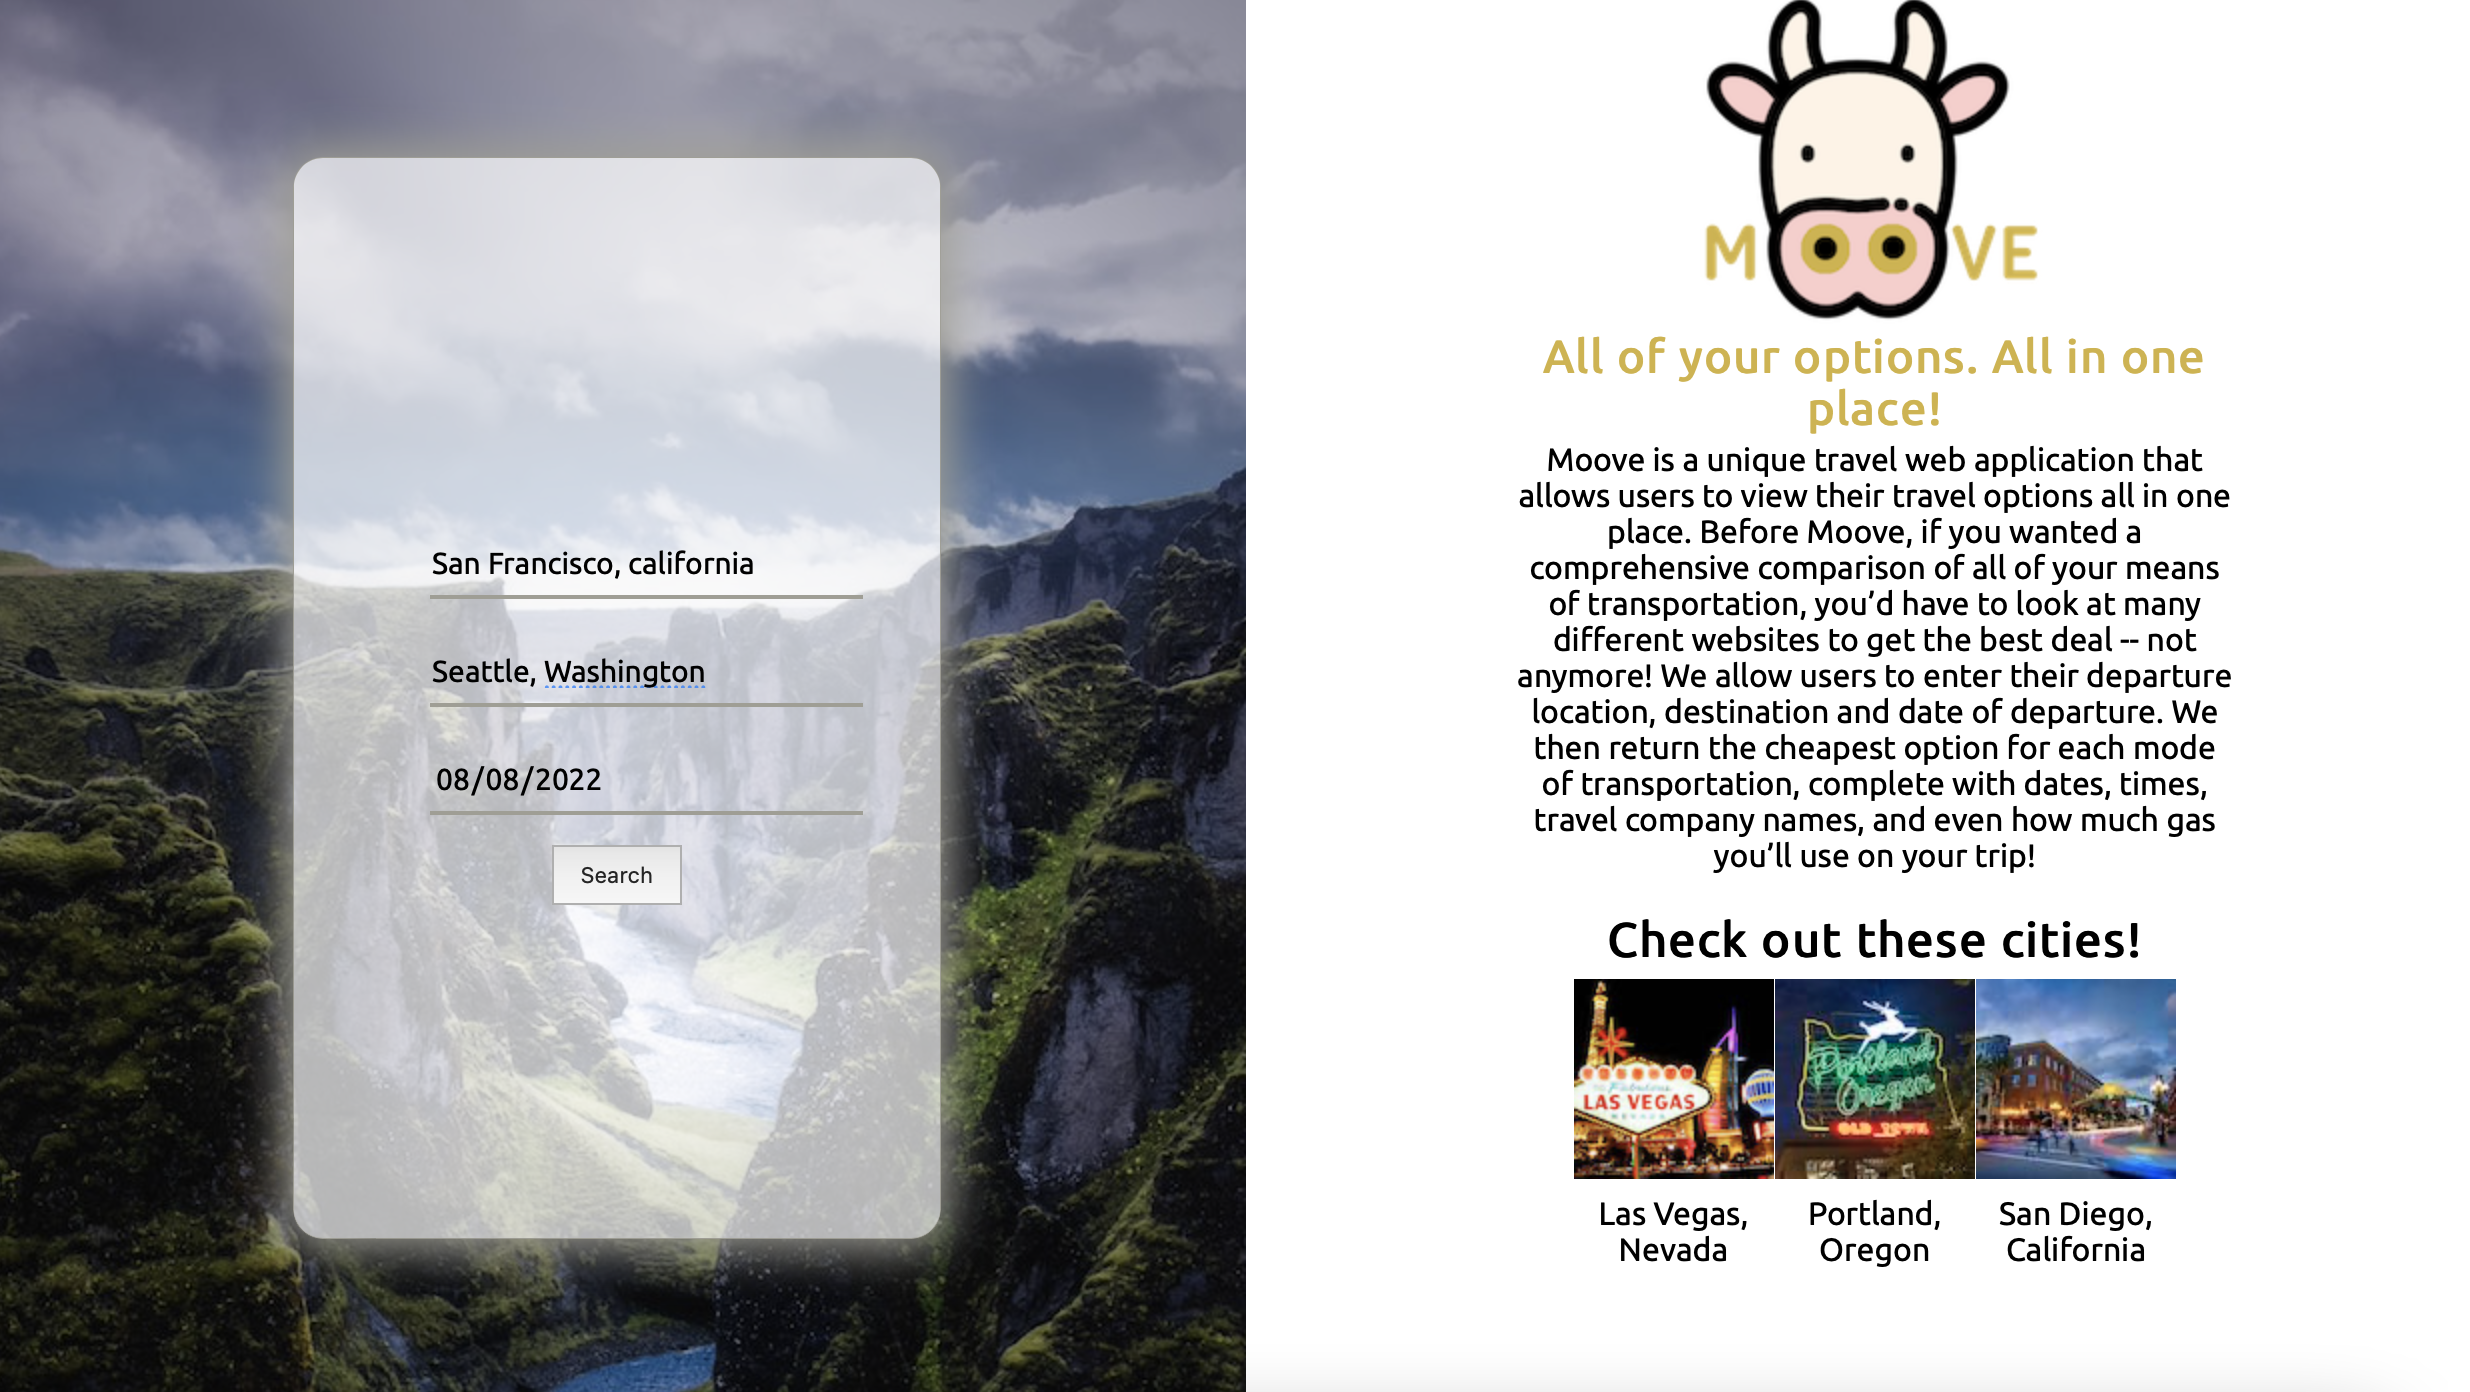 San Francisco, california
Seattle, Washington
08/08/2022
Search
MOOVE
All of your options. All in one
place!
Moove is a unique travel web application that
allows users to view their travel options all in one
place. Before Moove, if you wanted a
comprehensive comparison of all of your means
of transportation, you’d have to look at many
different websites to get the best deal -- not
anymore! We allow users to enter their departure
location, destination and date of departure. We
then return the cheapest option for each mode
of transportation, complete with dates, times,
travel company names, and even how much gas
you’ll use on your trip!
Check out these cities!
TO Fabulous
LAS VEGAS
NEVADA
Portland
Oregon
OLD TOWN
Las Vegas,
Nevada
Portland,
Oregon
San Diego,
California